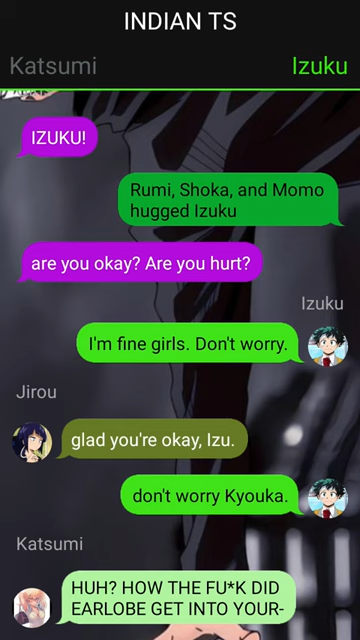 INDIAN TS
Katsumi
Izuku
IZUKU!
Rumi, Shoka, and Momo
hugged Izuku
are you okay? Are you hurt?
Izuku
I'm fine girls. Don't worry.
Jirou
glad you're okay, Izu.
don't worry Kyouka.
Katsumi
HUH? HOW THE FU*K DID
EARLOBE GET INTO YOUR-